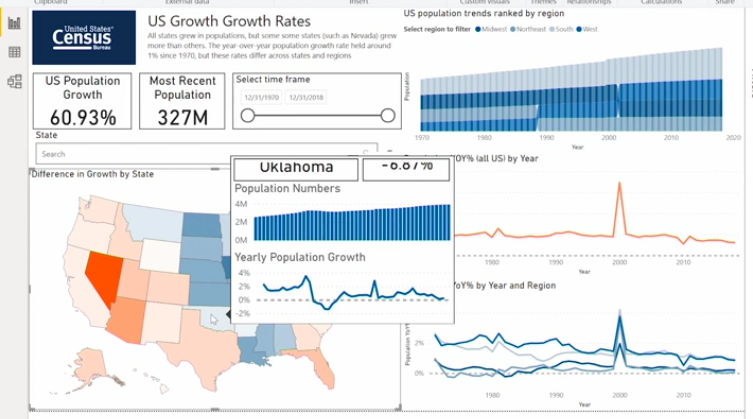 Clipboard
External data
Insert
Custom visuals
Themes
Relationships
Calculations
Share
United States®
Census
Bureau
US Growth Growth Rates
All states grew in populations, but some some states (such as Nevada) grew
more than others. The year-over-year population growth rate held around
1% since 1970, but these rates differ across states and regions
US Population
Growth
60.93%
Most Recent
Population
327M
Select time frame
12/31/1970
12/31/2018
State
Search
Difference in Growth by State
Oklahoma
-6.87%
Population Numbers
4M
2M
0M
Yearly Population Growth
4%
2%
0%
-2%
US population trends ranked by region
Select region to filter
Midwest
Northeast
South
West
Population
1970
1980
1990
2000
2010
2020
Year
YOY% (all US) by Year
1980
1990
2000
2010
Year
YoY% by Year and Region
Population YoY%
2%
0%
1980
1990
2000
2010
Year